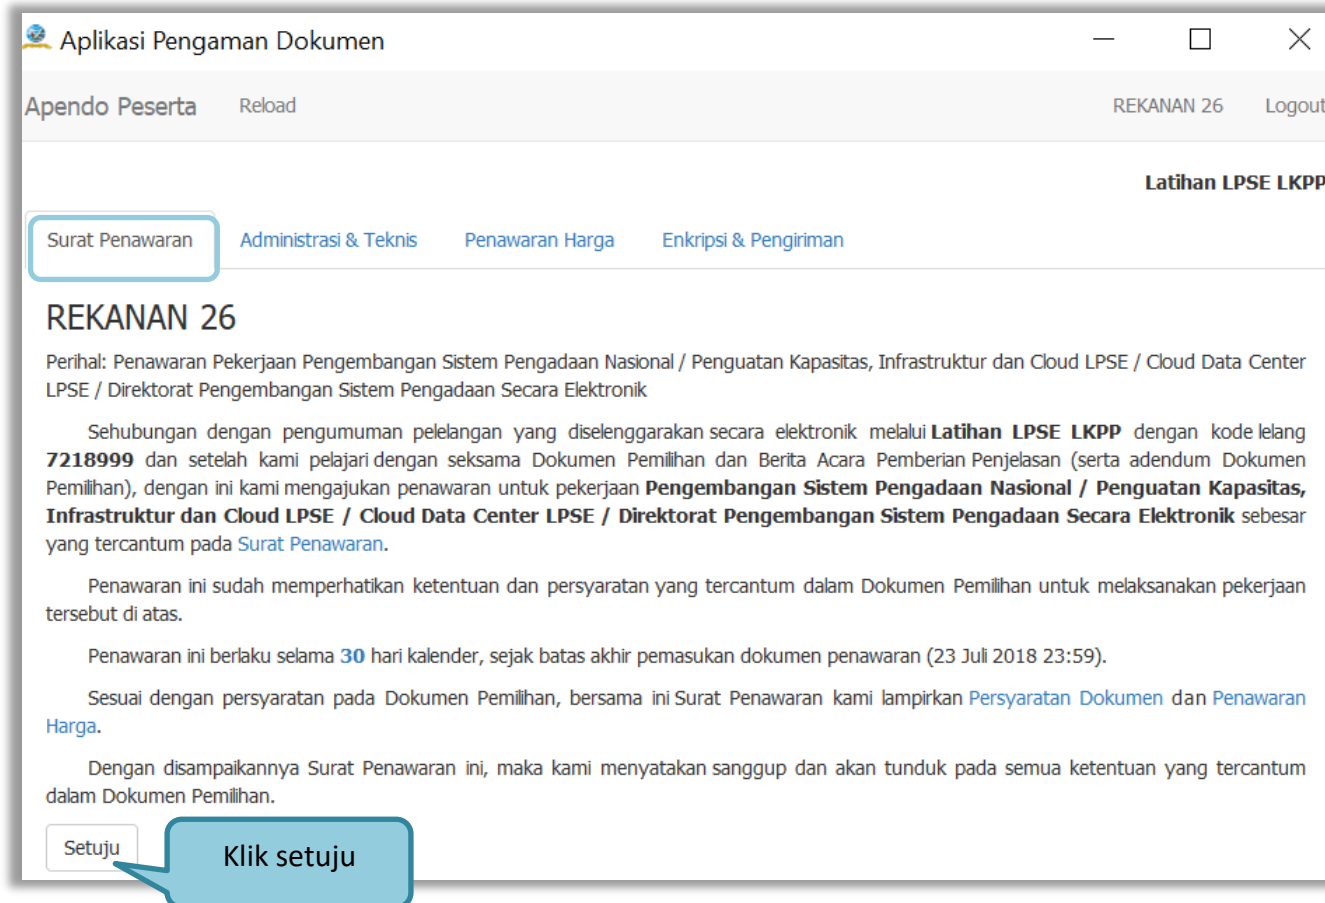 Aplikasi Pengaman Dokumen
Apendo Peserta Reload REKANAN 26 Logout
Latihan LPSE LKPP
Surat Penawaran Administrasi & Teknis Penawaran Harga Enkripsi & Pengiriman
REKANAN 26
Perihal: Penawaran Pekerjaan Pengembangan Sistem Pengadaan Nasional / Penguatan Kapasitas, Infrastruktur dan Cloud LPSE / Cloud Data Center
LPSE / Direktorat Pengembangan Sistem Pengadaan Secara Elektronik
Sehubungan dengan pengumuman pelelangan yang diselenggarakan secara elektronik melalui Latihan LPSE LKPP dengan kode lelang
7218999 dan setelah kami pelajari dengan seksama Dokumen Pemilihan dan Berita Acara Pemberian Penjelasan (serta adendum Dokumen
Pemilihan), dengan ini kami mengajukan penawaran untuk pekerjaan Pengembangan Sistem Pengadaan Nasional / Penguatan Kapasitas,
Infrastruktur dan Cloud LPSE / Cloud Data Center LPSE / Direktorat Pengembangan Sistem Pengadaan Secara Elektronik sebesar
yang tercantum pada Surat Penawaran.
Penawaran ini sudah memperhatikan ketentuan dan persyaratan yang tercantum dalam Dokumen Pemilihan untuk melaksanakan pekerjaan
tersebut di atas.
Penawaran ini berlaku selama 30 hari kalender, sejak batas akhir pemasukan dokumen penawaran (23 Juli 2018 23:59).
Sesuai dengan persyaratan pada Dokumen Pemilihan, bersama ini Surat Penawaran kami lampirkan Persyaratan Dokumen dan Penawaran
Harga.
Dengan disampaikannya Surat Penawaran ini, maka kami menyatakan sanggup dan akan tunduk pada semua ketentuan yang tercantum
dalam Dokumen Pemilihan.
Setuju
Klik setuju